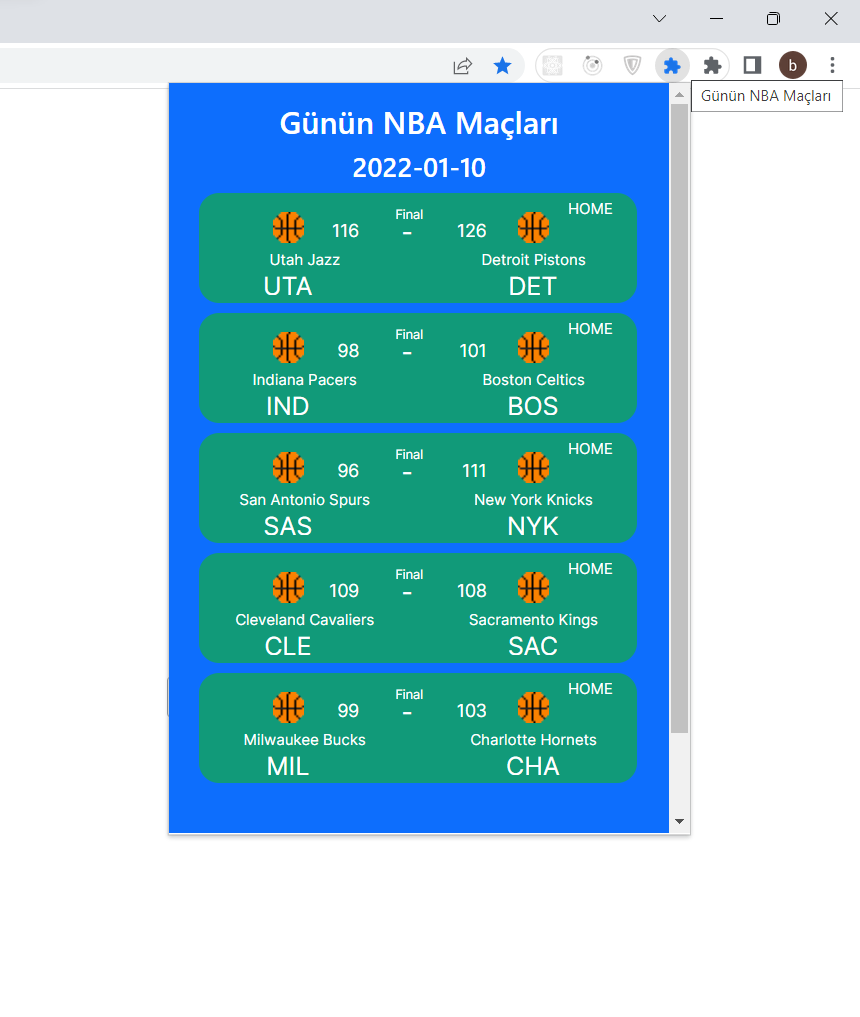 b
Günün NBA Maçları
Günün NBA Maçları
2022-01-10
HOME
Final
116 - 126
Utah Jazz Detroit Pistons
UTA DET
HOME
Final
98 - 101
Indiana Pacers Boston Celtics
IND BOS
HOME
Final
96 - 111
San Antonio Spurs New York Knicks
SAS NYK
HOME
Final
109 - 108
Cleveland Cavaliers Sacramento Kings
CLE SAC
HOME
Final
99 - 103
Milwaukee Bucks Charlotte Hornets
MIL CHA